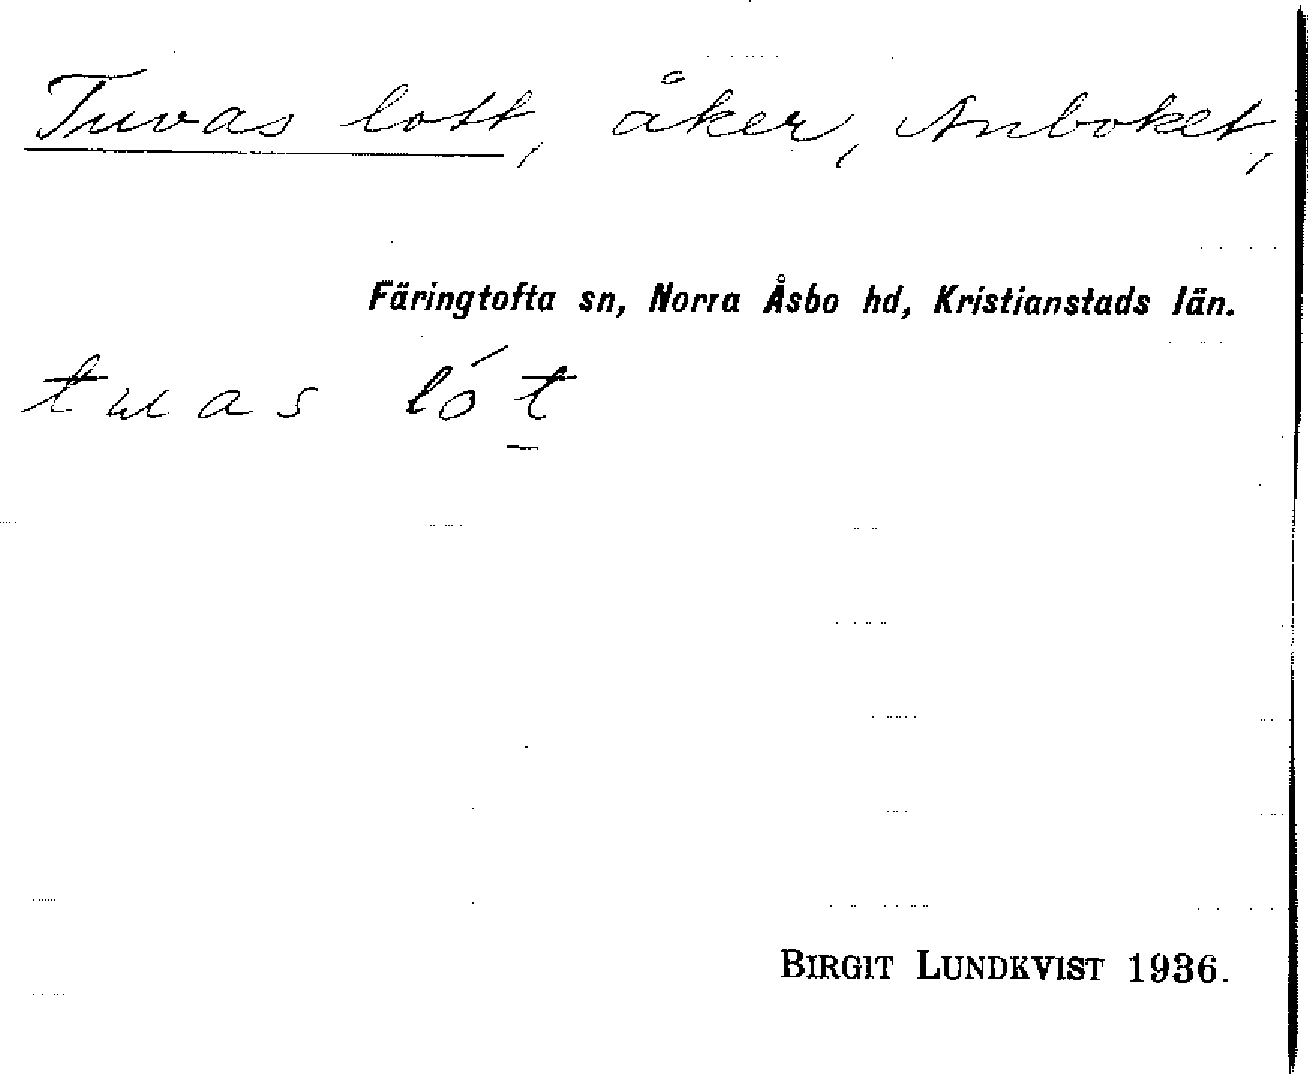 Tuvas lott, åker, Anboket,
Färingtofta sn, Norra Åsbo hd, Kristianstads län.
tuas lót
BIRGIT LUNDKVIST 1936.